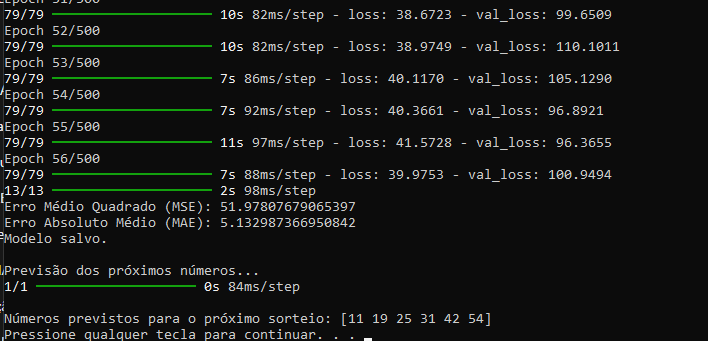 Epoch 51/500
79/79 ━━━━━━━━━━━━━━━━━━━━ 10s 82ms/step - loss: 38.6723 - val_loss: 99.6509
Epoch 52/500
79/79 ━━━━━━━━━━━━━━━━━━━━ 10s 82ms/step - loss: 38.9749 - val_loss: 110.1011
Epoch 53/500
79/79 ━━━━━━━━━━━━━━━━━━━━ 7s 86ms/step - loss: 40.1170 - val_loss: 105.1290
Epoch 54/500
79/79 ━━━━━━━━━━━━━━━━━━━━ 7s 92ms/step - loss: 40.3661 - val_loss: 96.8921
Epoch 55/500
79/79 ━━━━━━━━━━━━━━━━━━━━ 11s 97ms/step - loss: 41.5728 - val_loss: 96.3655
Epoch 56/500
79/79 ━━━━━━━━━━━━━━━━━━━━ 7s 88ms/step - loss: 39.9753 - val_loss: 100.9494
13/13 ━━━━━━━━━━━━━━━━━━━━ 2s 98ms/step
Erro Médio Quadrado (MSE): 51.97807679065397
Erro Absoluto Médio (MAE): 5.132987366950842
Modelo salvo.
Previsão dos próximos números...
1/1 ━━━━━━━━━━━━━━━━━━━━ 0s 84ms/step
Números previstos para o próximo sorteio: [11 19 25 31 42 54]
Pressione qualquer tecla para continuar. . .